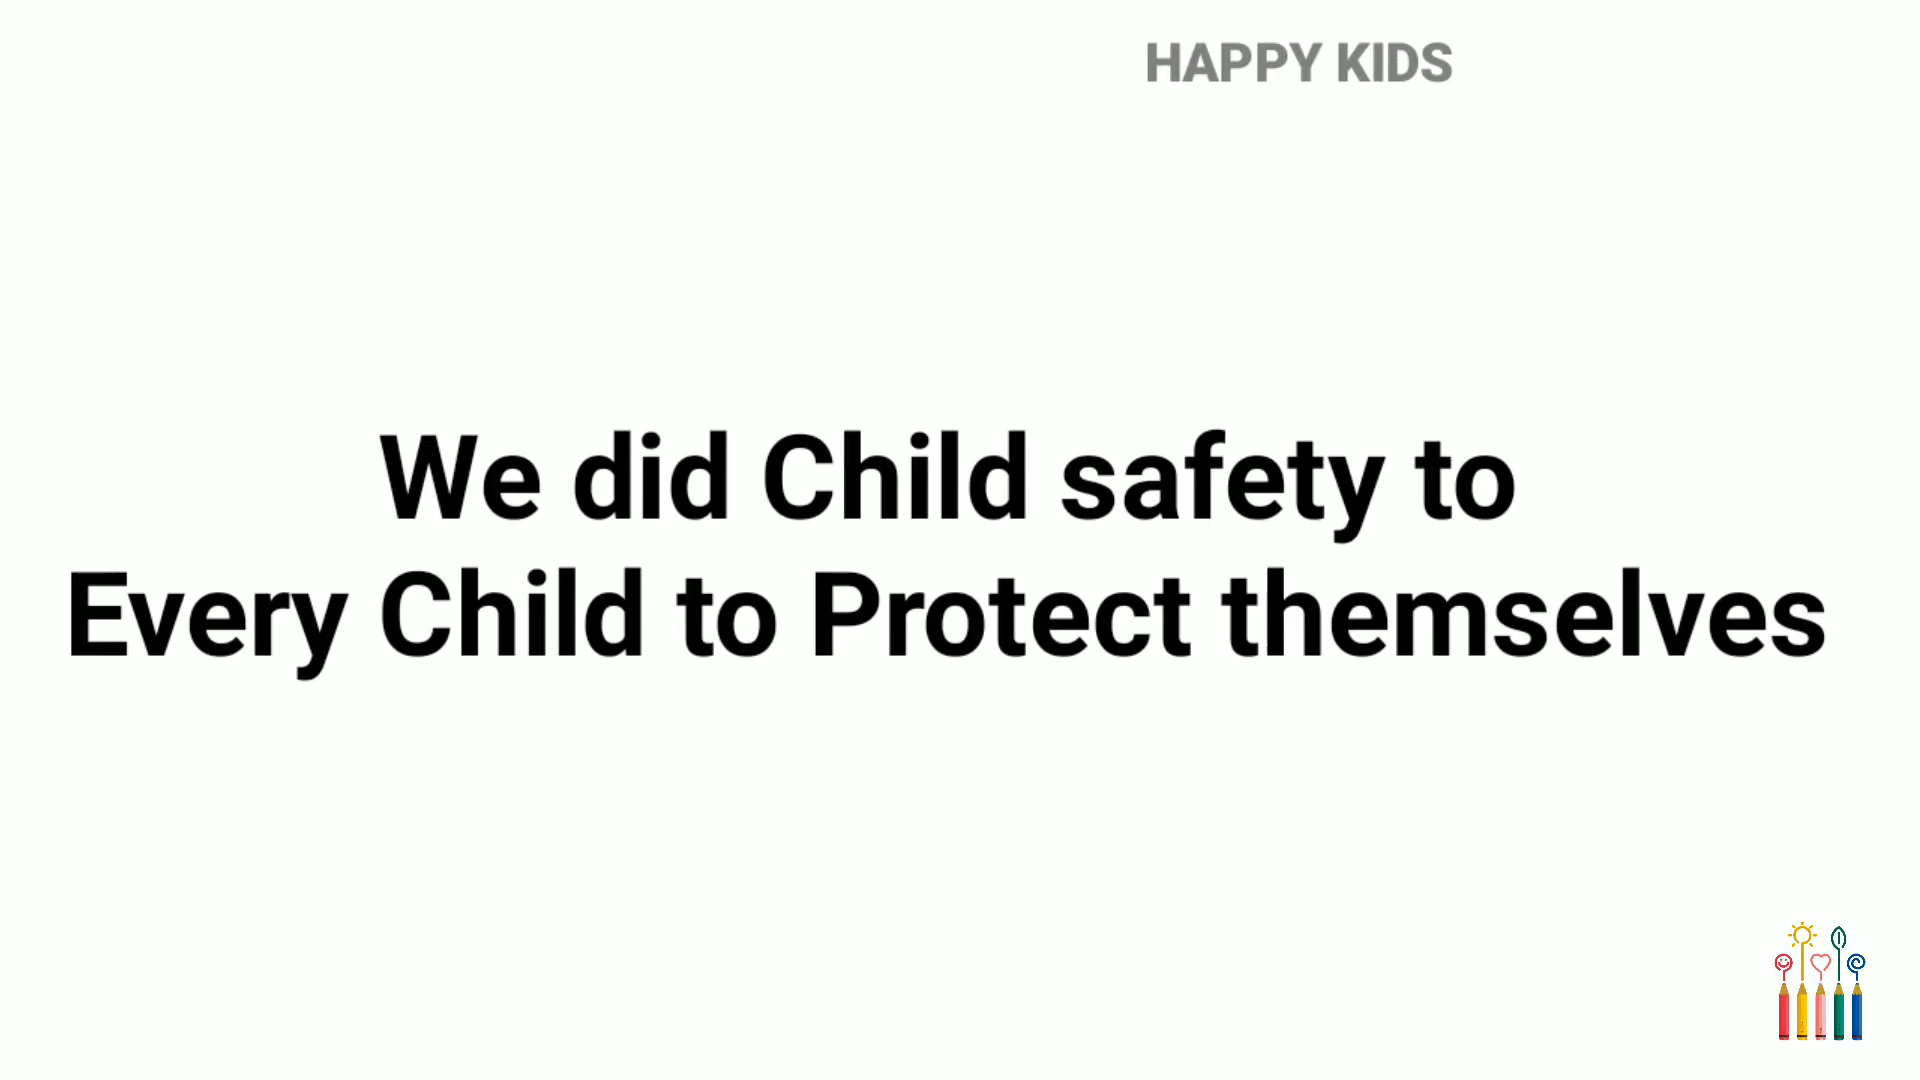 HAPPY KIDS
We did Child safety to
Every Child to Protect themselves